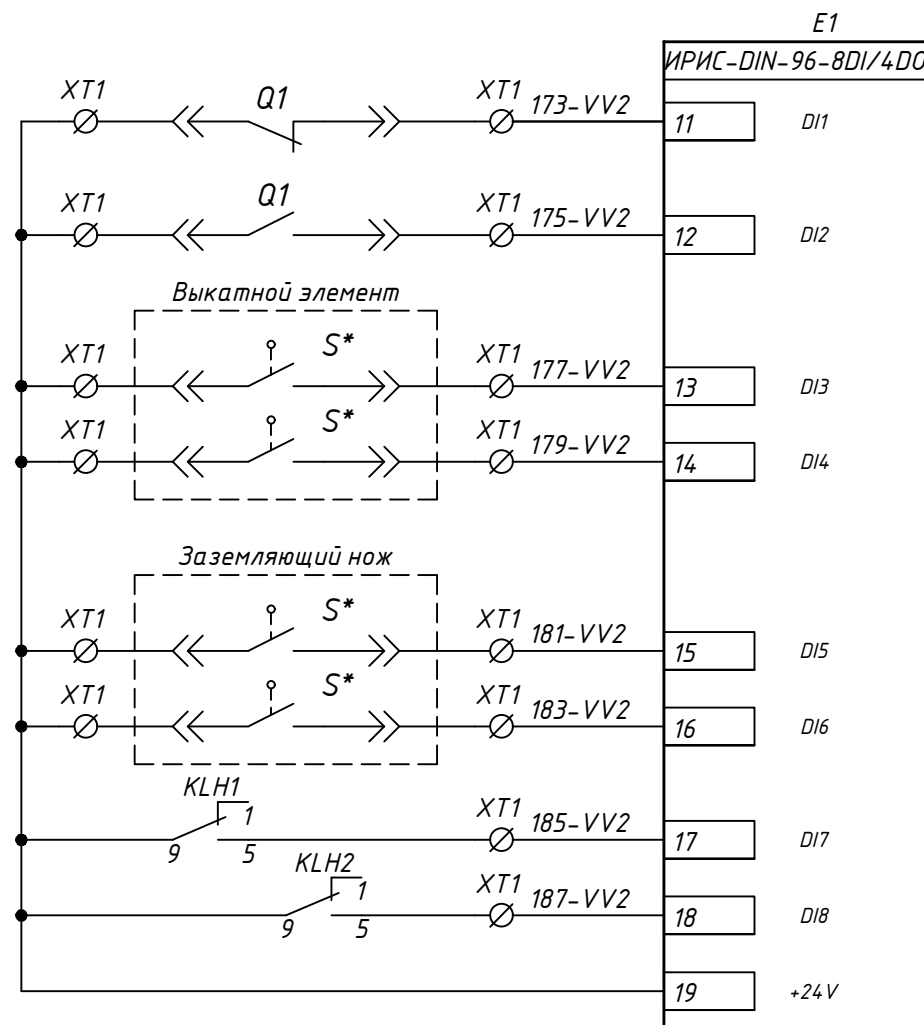 E1
ИРИС-DIN-96-8DI/4DO
XT1 Q1 XT1 173-VV2 11 DI1
XT1 Q1 XT1 175-VV2 12 DI2
Выкатной элемент
XT1 S* XT1 177-VV2 13 DI3
XT1 S* XT1 179-VV2 14 DI4
Заземляющий нож
XT1 S* XT1 181-VV2 15 DI5
XT1 S* XT1 183-VV2 16 DI6
KLH1 1 9 5 XT1 185-VV2 17 DI7
KLH2 1 9 5 XT1 187-VV2 18 DI8
19 +24V